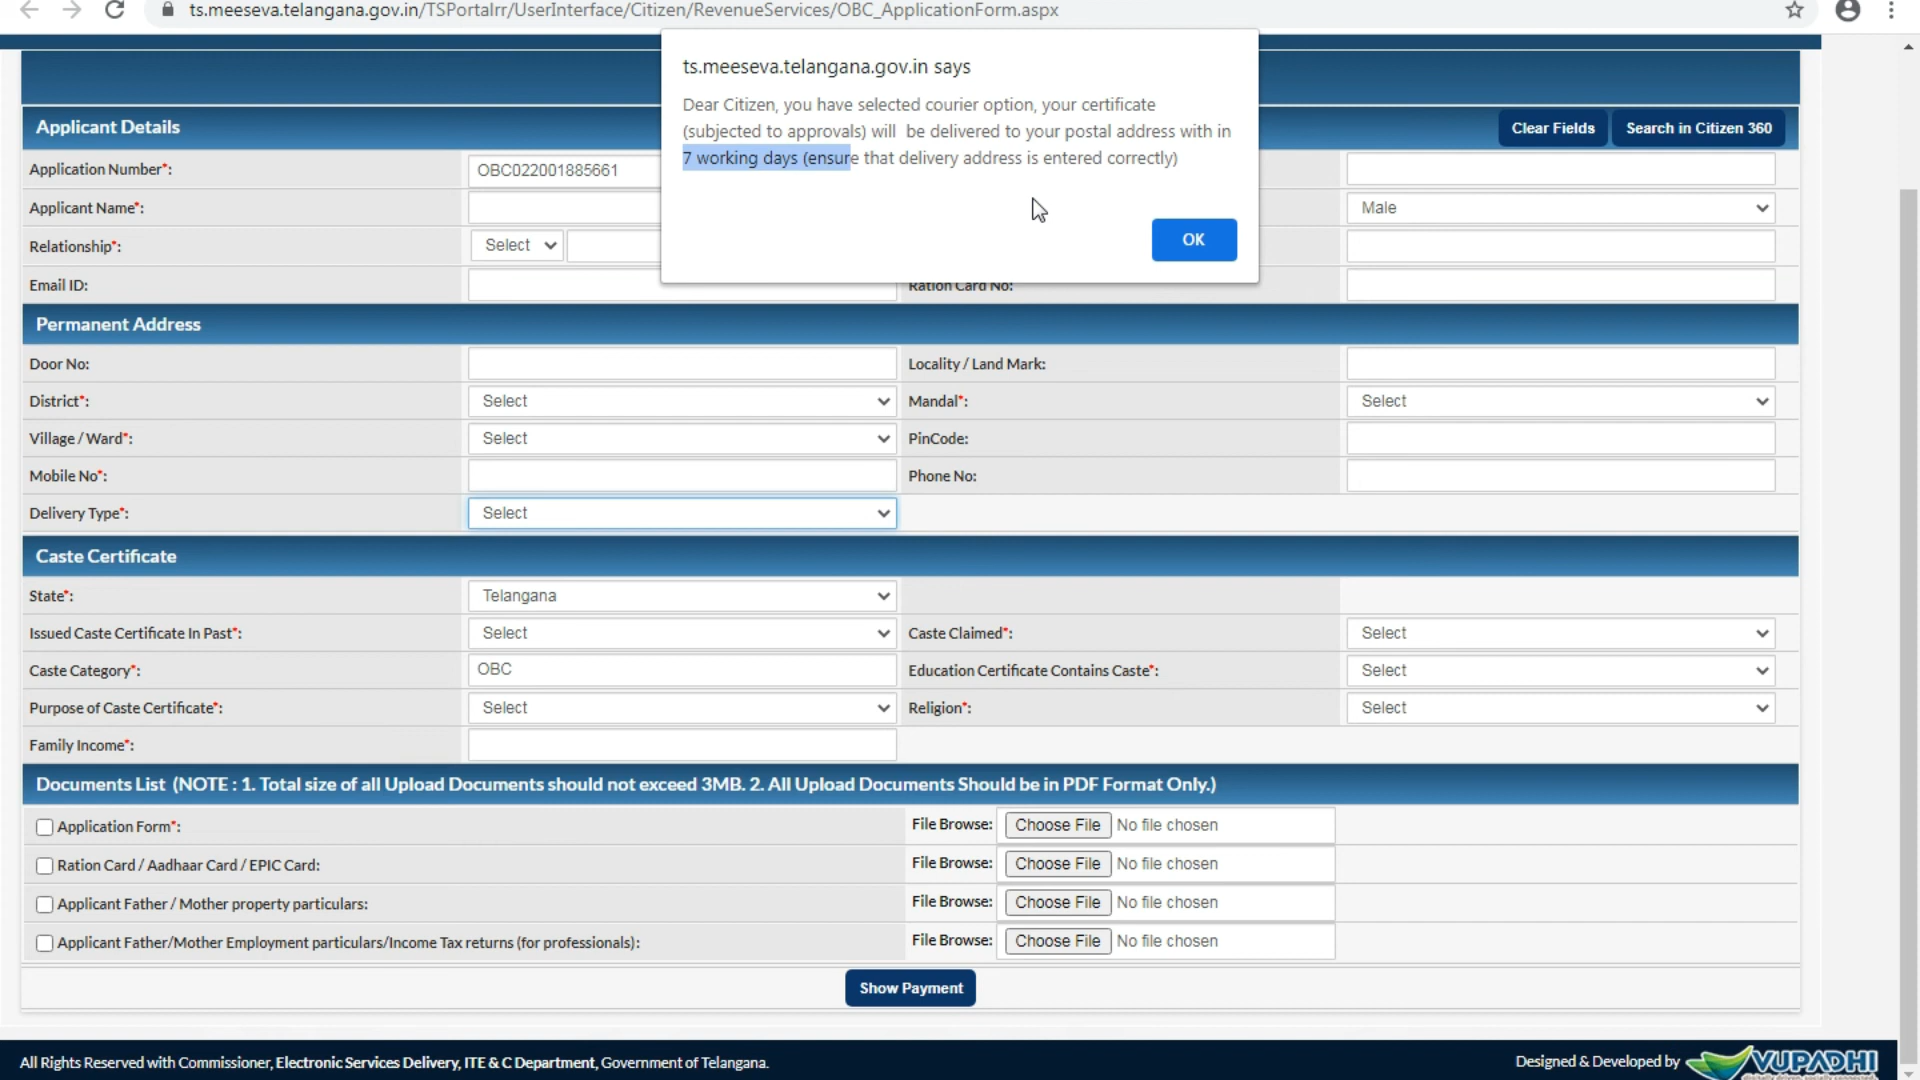 ts.meeseva.telangana.gov.in/TSPortalrr/UserInterface/Citizen/RevenueServices/OBC_ApplicationForm.aspx
ts.meeseva.telangana.gov.in says
Dear Citizen, you have selected courier option, your certificate
(subjected to approvals) will be delivered to your postal address with in
7 working days (ensure that delivery address is entered correctly)
OK
Applicant Details
Clear Fields
Search in Citizen 360
Application Number*:
OBC022001885661
Applicant Name*:
Male
Relationship*:
Select
Email ID:
Ration Card No:
Permanent Address
Door No:
Locality / Land Mark:
District*:
Select
Mandal*:
Select
Village / Ward*:
Select
PinCode:
Mobile No*:
Phone No:
Delivery Type*:
Select
Caste Certificate
State*:
Telangana
Issued Caste Certificate In Past*:
Select
Caste Claimed*:
Select
Caste Category*:
OBC
Education Certificate Contains Caste*:
Select
Purpose of Caste Certificate*:
Select
Religion*:
Select
Family Income*:
Documents List (NOTE : 1. Total size of all Upload Documents should not exceed 3MB. 2. All Upload Documents Should be in PDF Format Only.)
Application Form*:
File Browse:
Choose File No file chosen
Ration Card / Aadhaar Card / EPIC Card:
File Browse:
Choose File No file chosen
Applicant Father / Mother property particulars:
File Browse:
Choose File No file chosen
Applicant Father/Mother Employment particulars/Income Tax returns (for professionals):
File Browse:
Choose File No file chosen
Show Payment
All Rights Reserved with Commissioner, Electronic Services Delivery, ITE & C Department, Government of Telangana.
Designed & Developed by
VUPADHI